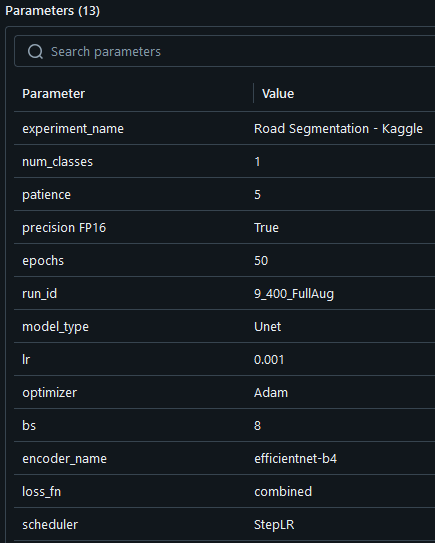 Parameters (13)
Search parameters
Parameter Value
experiment_name Road Segmentation - Kaggle
num_classes 1
patience 5
precision FP16 True
epochs 50
run_id 9_400_FullAug
model_type Unet
lr 0.001
optimizer Adam
bs 8
encoder_name efficientnet-b4
loss_fn combined
scheduler StepLR